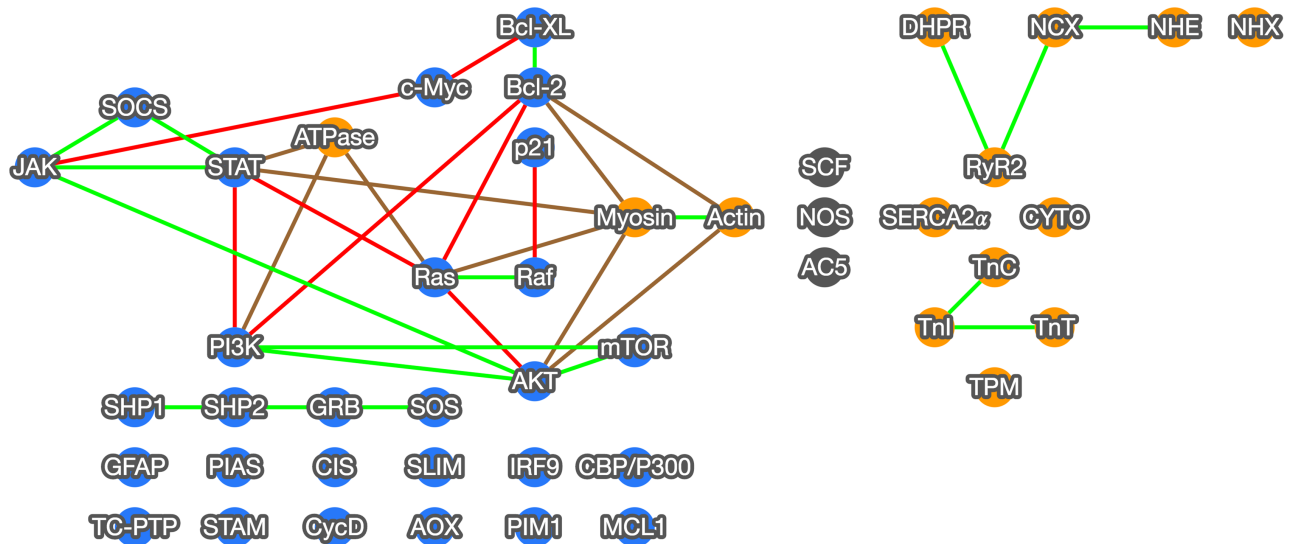 Bcl-XL
DHPR
NCX
NHE
NHX
c-Myc
Bcl-2
SOCS
ATPase
p21
JAK
STAT
SCF
RyR2
Myosin
Actin
NOS
SERCA2α
CYTO
Ras
Raf
AC5
TnC
TnI
TnT
PI3K
mTOR
AKT
TPM
SHP1
SHP2
GRB
SOS
GFAP
PIAS
CIS
SLIM
IRF9
CBP/P300
TC-PTP
STAM
CycD
AOX
PIM1
MCL1